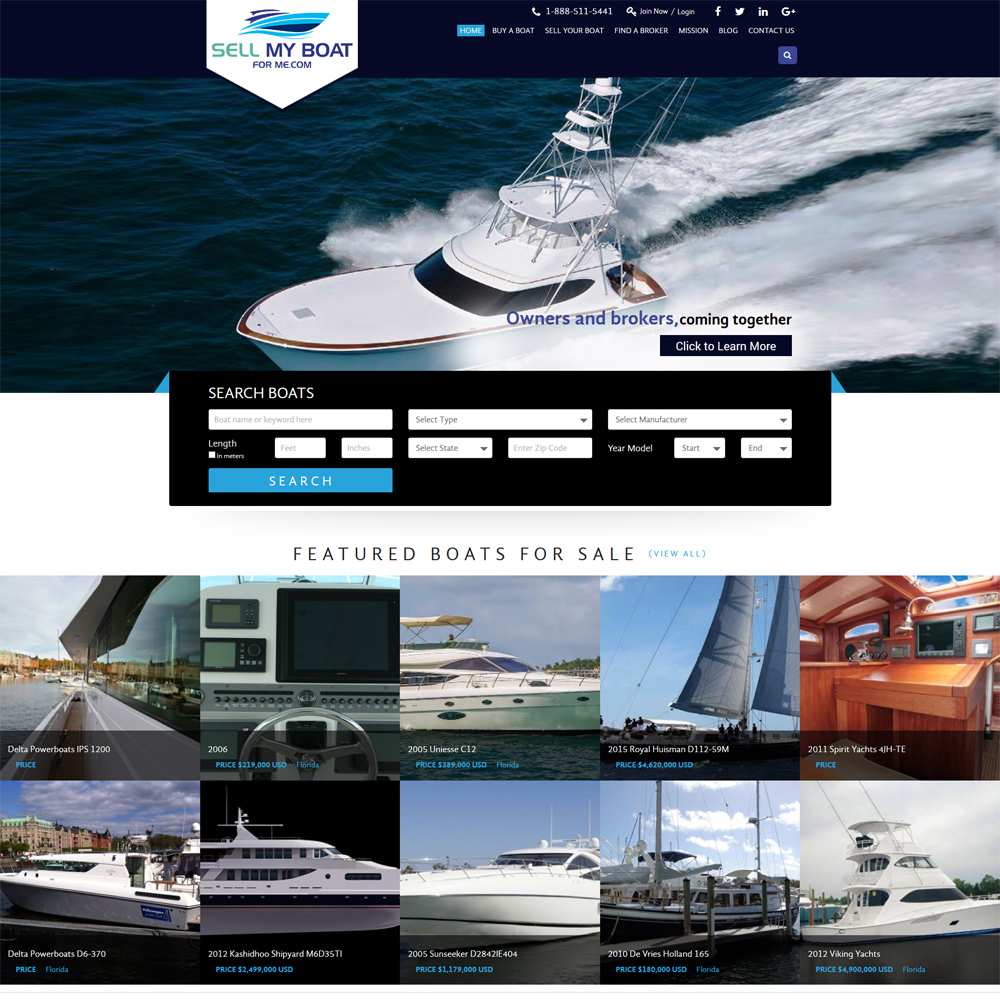 1-888-511-5441 Join Now / Login
SELL MY BOAT
FOR ME.COM
HOME BUY A BOAT SELL YOUR BOAT FIND A BROKER MISSION BLOG CONTACT US
Owners and brokers, coming together
Click to Learn More
SEARCH BOATS
Boat name or keyword here Select Type Select Manufacturer
Length Feet Inches Select State Enter Zip Code Year Model Start End
In meters
SEARCH
FEATURED BOATS FOR SALE (VIEW ALL)
Delta Powerboats IPS 1200
PRICE
2006
PRICE $219,000 USD Florida
2005 Uniesse C12
PRICE $389,000 USD Florida
2015 Royal Huisman D112-59M
PRICE $4,620,000 USD
2011 Spirit Yachts 4JH-TE
PRICE
Delta Powerboats D6-370
PRICE Florida
2012 Kashidhoo Shipyard M6D35TI
PRICE $2,499,000 USD
2005 Sunseeker D2842lE404
PRICE $1,179,000 USD
2010 De Vries Holland 165
PRICE $180,000 USD Florida
2012 Viking Yachts
PRICE $4,900,000 USD Florida